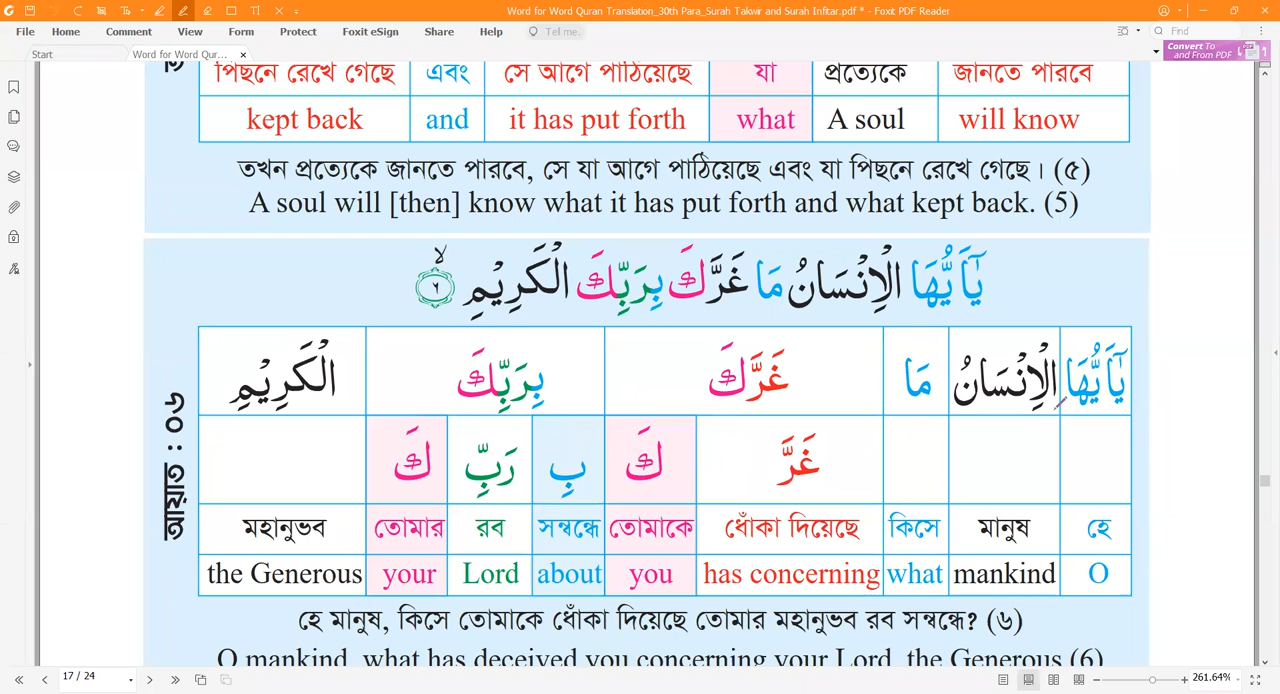 Word for Word Quran Translation_30th Para_Surah Takwr and Surah Infitar.pdf * - Foxit PDF Reader
File Home Comment View Form Protect Foxit eSign Share Help Tell me. Find
Start Word for Word Qur... Convert To and From PDF
পিছনে রেখে গেছে এবং সে আগে পাঠিয়েছে যা প্রত্যেকে জানতে পারবে
kept back and it has put forth what A soul will know
তখন প্রত্যেকে জানতে পারবে, সে যা আগে পাঠিয়েছে এবং যা পিছনে রেখে গেছে। (৫)
A soul will [then] know what it has put forth and what kept back. (5)
يٰٓاَيُّهَا الْاِنْسَانُ مَا غَرَّكَ بِرَبِّكَ الْكَرِيْمِ ٦
يٰٓاَيُّهَا الْاِنْسَانُ مَا غَرَّكَ بِرَبِّكَ الْكَرِيْمِ
غَرَّ كَ بِ رَبِّ كَ
আয়াত : ০৬
মহানুভব তোমার রব সম্বন্ধে তোমাকে ধোঁকা দিয়েছে কিসে মানুষ হে
the Generous your Lord about you has concerning what mankind O
হে মানুষ, কিসে তোমাকে ধোঁকা দিয়েছে তোমার মহানুভব রব সম্বন্ধে? (৬)
O mankind, what has deceived you concerning your Lord, the Generous (6)
17 / 24 261.64%